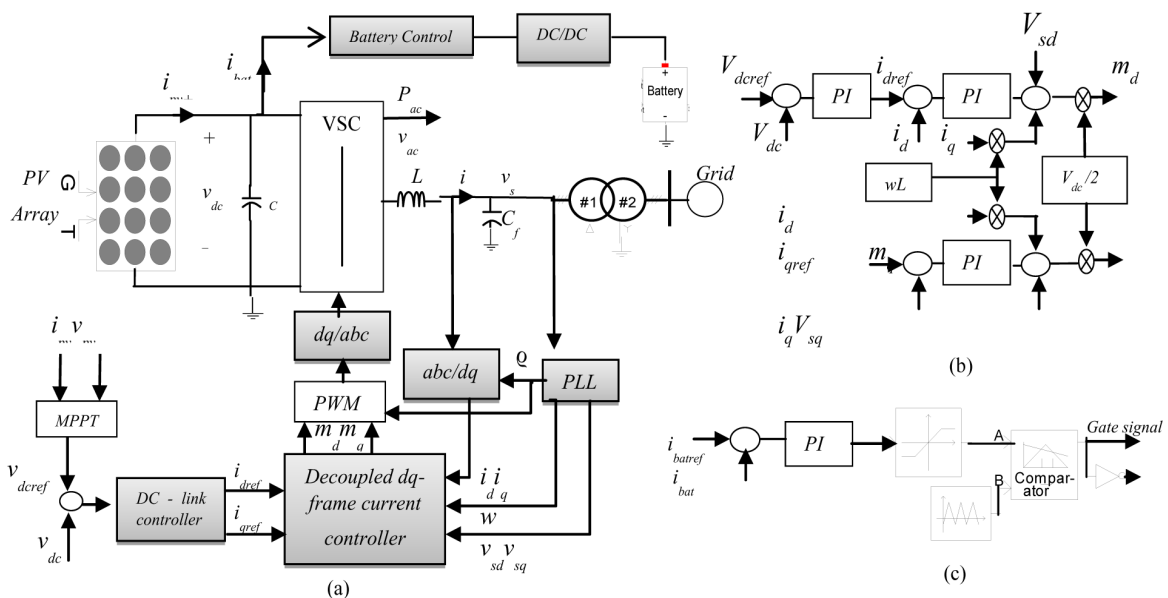 Battery Control
DC/DC
+
Battery
-
i
bat
i
VSC
P ac
v ac
+
v dc
-
C
PV
Array
G
T
L
i
v s
C f
#1
#2
Grid
dq/abc
abc/dq
PLL
PWM
m d m q
i v
MPPT
v dcref
v dc
DC - link
controller
i dref
i qref
Decoupled dq-
frame current
controller
i d i q
w
v sd v sq
(a)
V sd
V dcref
PI
i dref
PI
m d
V dc
i d
i q
wL
V dc /2
i d
i qref
m
PI
i q V sq
(b)
i batref
PI
i bat
A
B
Compar-
ator
Gate signal
(c)